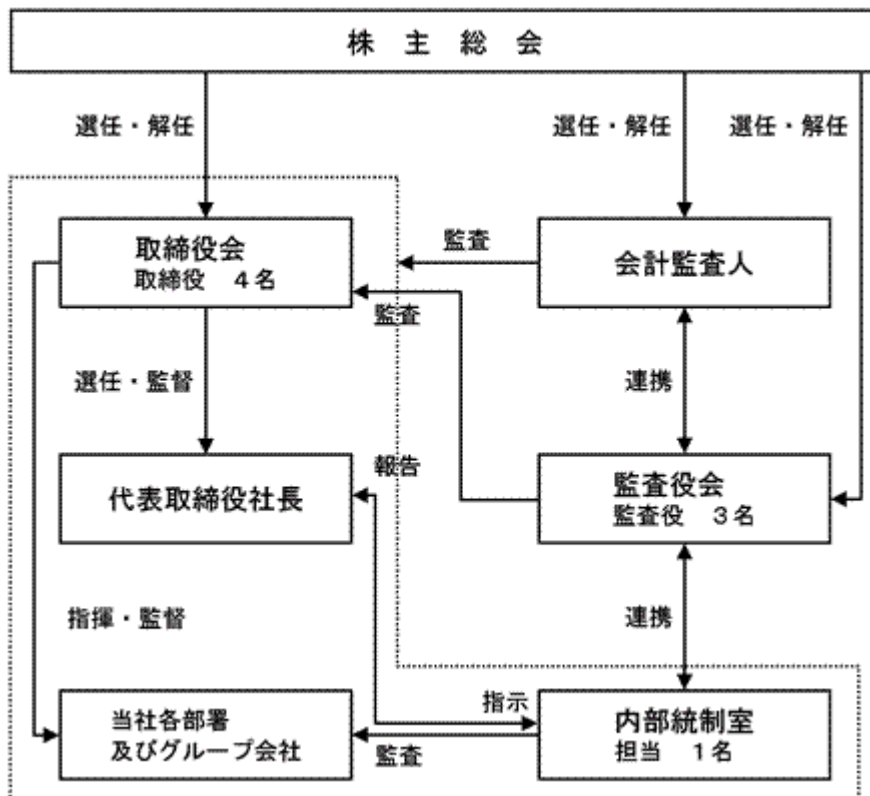 株 主 総 会
選任・解任
選任・解任
選任・解任
取締役会
取締役 4名
監査
会計監査人
監査
選任・監督
連携
代表取締役社長
報告
監査役会
監査役 3名
指揮・監督
連携
当社各部署
及びグループ会社
指示
監査
内部統制室
担当 1名